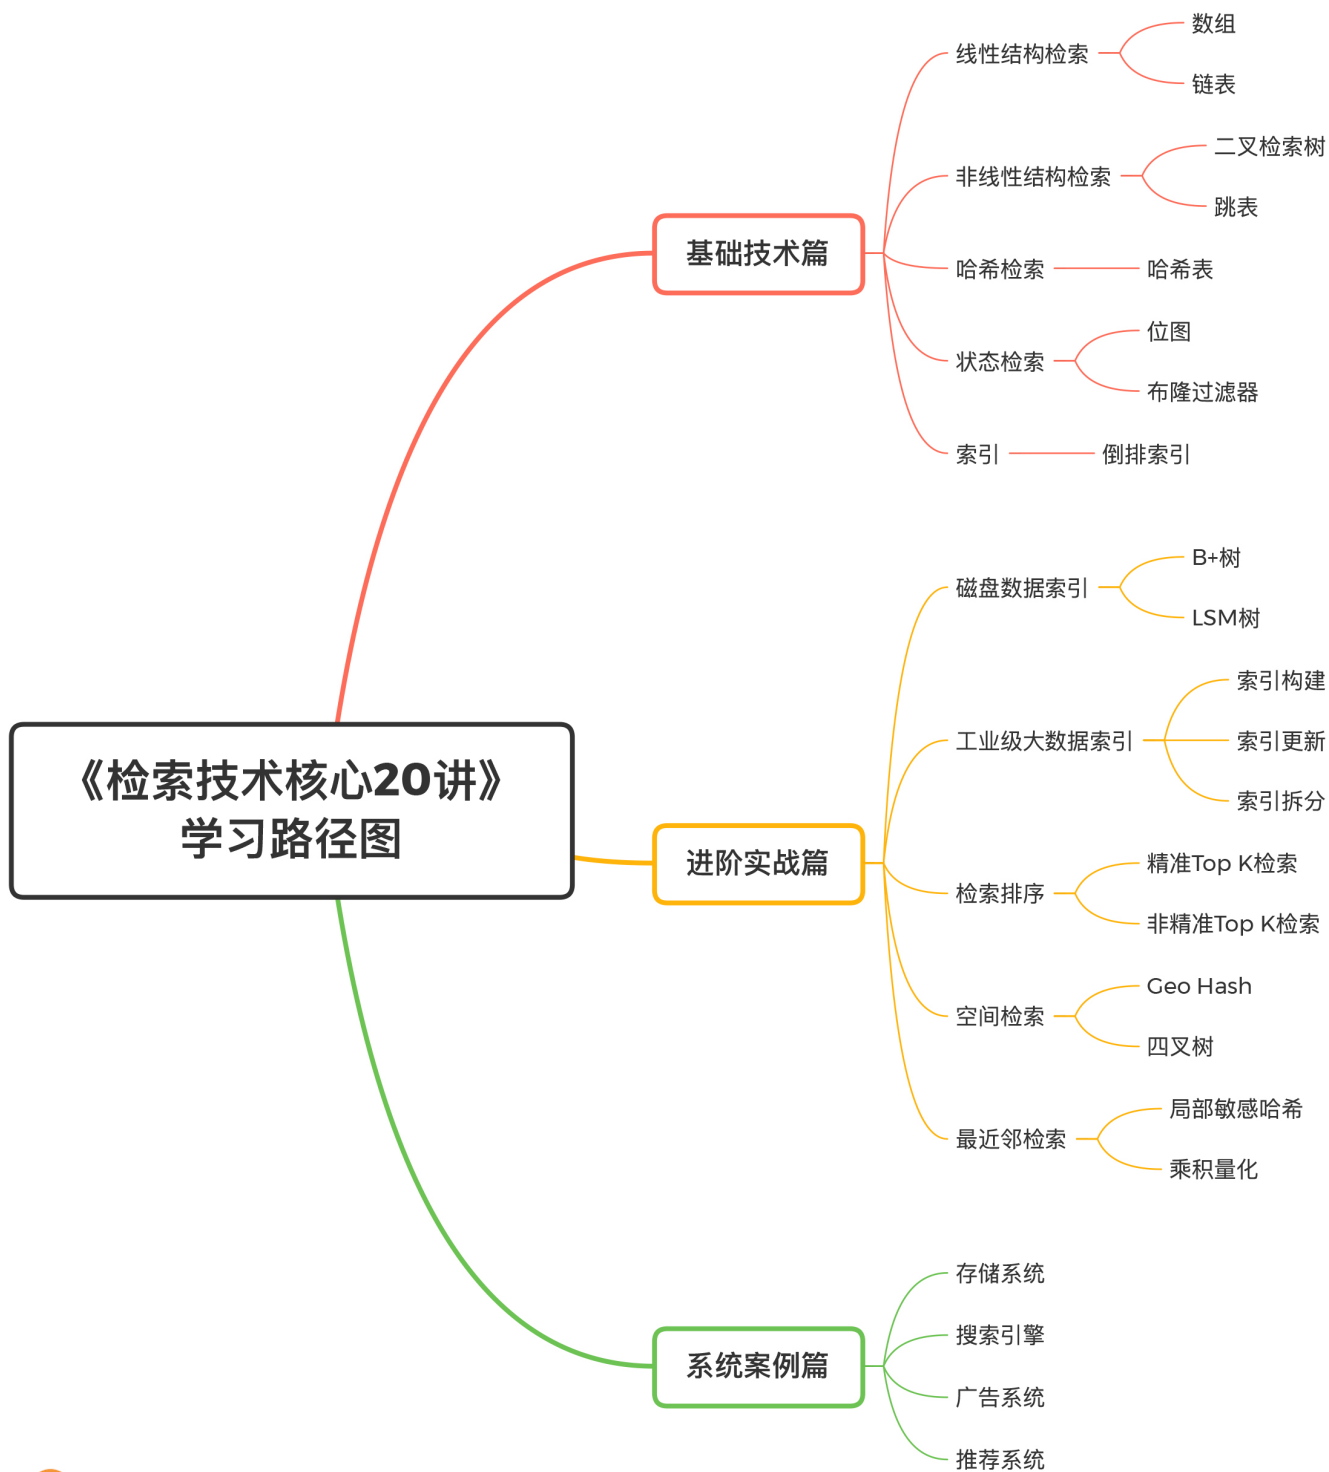 《检索技术核心20讲》
学习路径图
基础技术篇
线性结构检索
数组
链表
非线性结构检索
二叉检索树
跳表
哈希检索
哈希表
状态检索
位图
布隆过滤器
索引
倒排索引
进阶实战篇
磁盘数据索引
B+树
LSM树
工业级大数据索引
索引构建
索引更新
索引拆分
检索排序
精准Top K检索
非精准Top K检索
空间检索
Geo Hash
四叉树
最近邻检索
局部敏感哈希
乘积量化
系统案例篇
存储系统
搜索引擎
广告系统
推荐系统